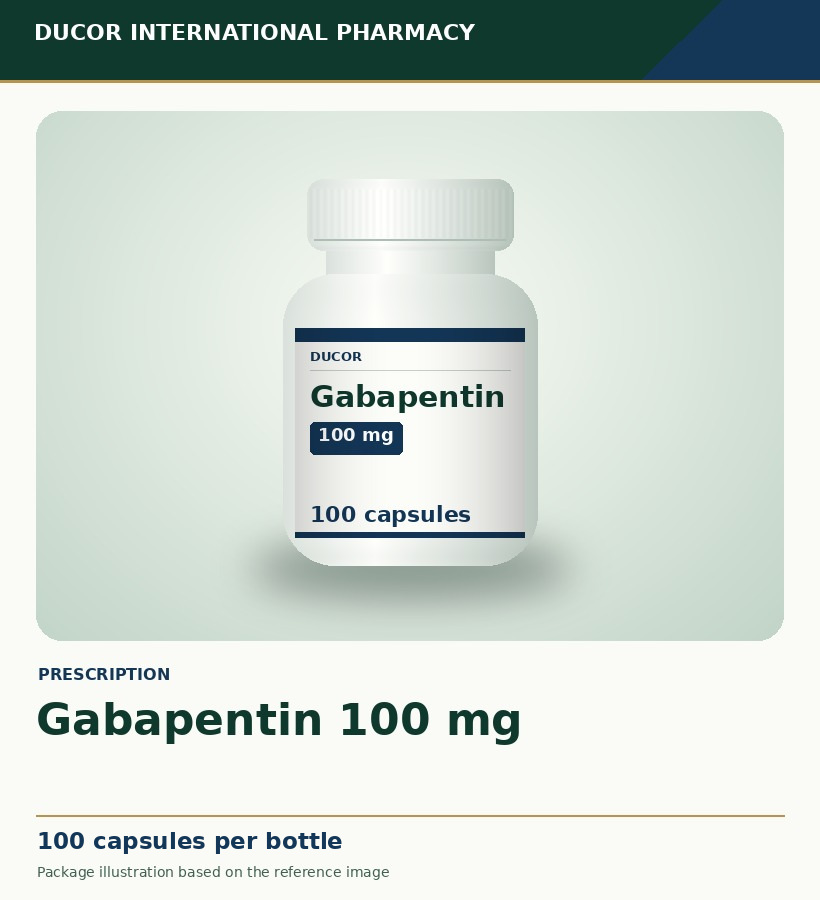 DUCOR INTERNATIONAL PHARMACY
DUCOR
Gabapentin
100 mg
100 capsules
PRESCRIPTION
Gabapentin 100 mg
100 capsules per bottle
Package illustration based on the reference image